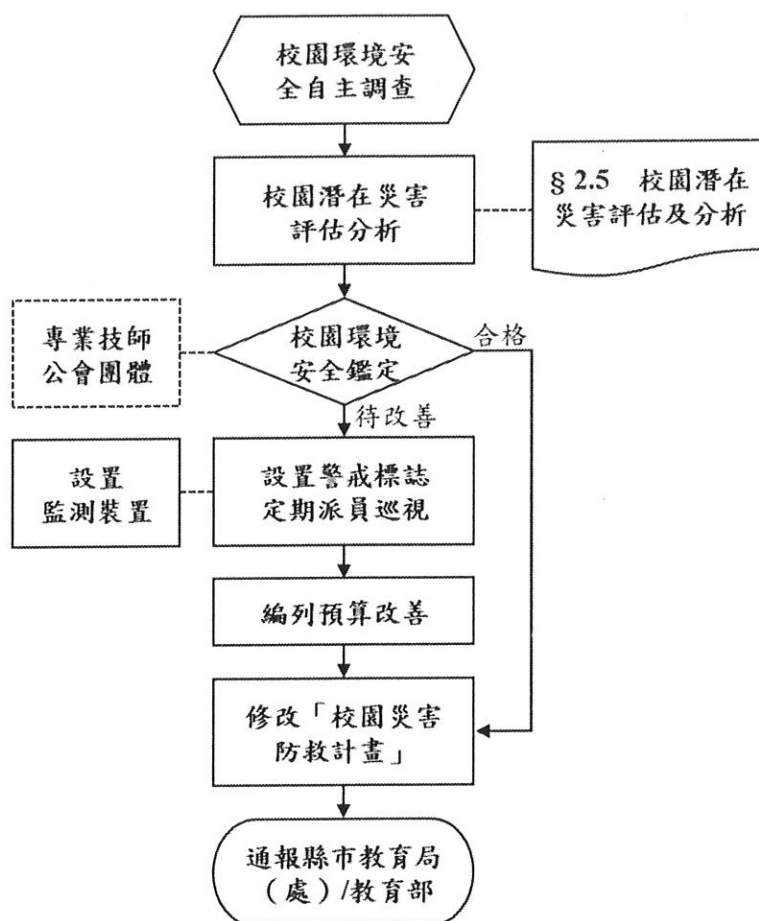 校園環境安
全自主調查
校園潛在災害
評估分析
§ 2.5 校園潛在
災害評估及分析
專業技師
公會團體
校園環境
安全鑑定
合格
待改善
設置
監測裝置
設置警戒標誌
定期派員巡視
編列預算改善
修改「校園災害
防救計畫」
通報縣市教育局
（處）/教育部